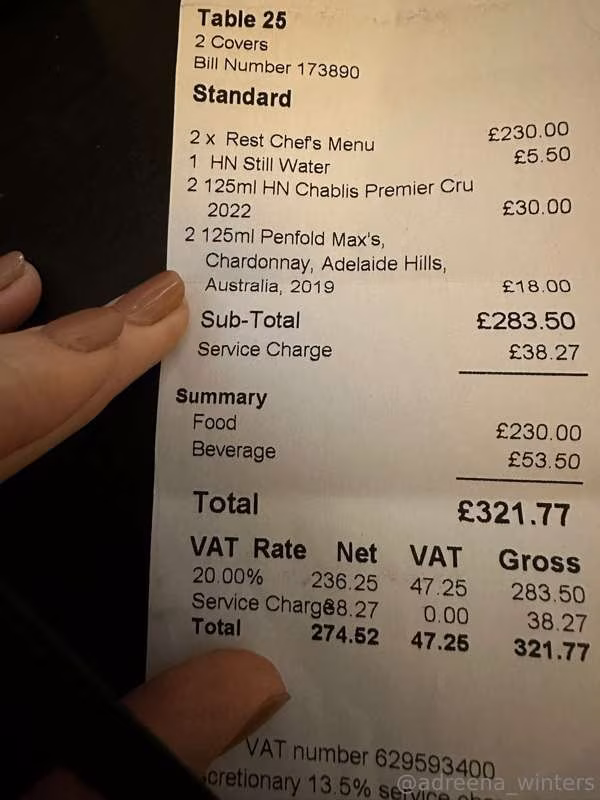 Table 25
2 Covers
Bill Number 173890
Standard
2 x Rest Chef's Menu £230.00
1 HN Still Water £5.50
2 125ml HN Chablis Premier Cru
2022 £30.00
2 125ml Penfold Max's,
Chardonnay, Adelaide Hills,
Australia, 2019 £18.00
Sub-Total £283.50
Service Charge £38.27
Summary
Food £230.00
Beverage £53.50
Total £321.77
VAT Rate Net VAT Gross
20.00% 236.25 47.25 283.50
Service Charg38.27 0.00 38.27
Total 274.52 47.25 321.77
VAT number 629593400
cretionary 13.5% service
@adreena_winters